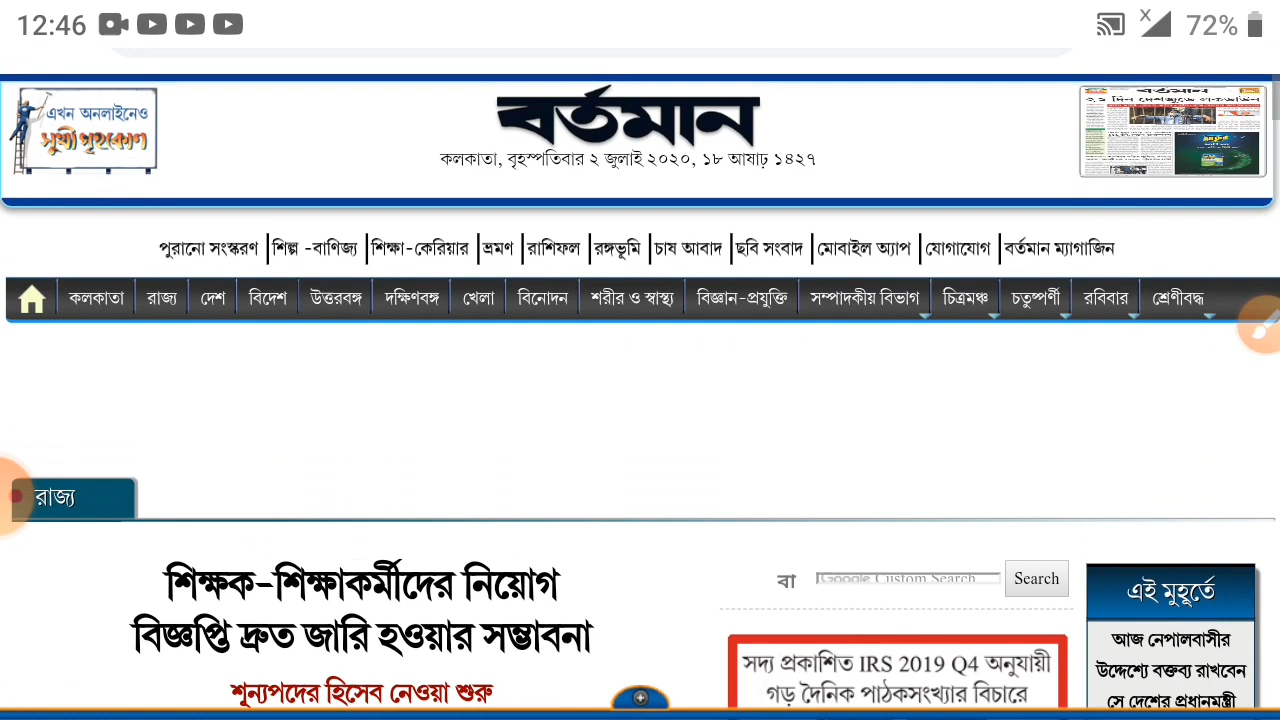 12:46
72%
এখন অনলাইনেও
সুখী গৃহকোণ
বর্তমান
কলকাতা, বৃহস্পতিবার ২ জুলাই ২০২০, ১৮ আষাঢ় ১৪২৭
পুরানো সংস্করণ শিল্প -বাণিজ্য শিক্ষা-কেরিয়ার ভ্রমণ রাশিফল রঙ্গভূমি চাষ আবাদ ছবি সংবাদ মোবাইল অ্যাপ যোগাযোগ বর্তমান ম্যাগাজিন
কলকাতা রাজ্য দেশ বিদেশ উত্তরবঙ্গ দক্ষিণবঙ্গ খেলা বিনোদন শরীর ও স্বাস্থ্য বিজ্ঞান-প্রযুক্তি সম্পাদকীয় বিভাগ চিত্রমঞ্চ চতুষ্পর্ণী রবিবার শ্রেণীবদ্ধ
রাজ্য
শিক্ষক-শিক্ষাকর্মীদের নিয়োগ
বিজ্ঞপ্তি দ্রুত জারি হওয়ার সম্ভাবনা
শূন্যপদের হিসেব নেওয়া শুরু
বা Google Custom Search Search
সদ্য প্রকাশিত IRS 2019 Q4 অনুযায়ী
গড় দৈনিক পাঠকসংখ্যার বিচারে
এই মুহূর্তে
আজ নেপালবাসীর
উদ্দেশ্যে বক্তব্য রাখবেন
সে দেশের প্রধানমন্ত্রী